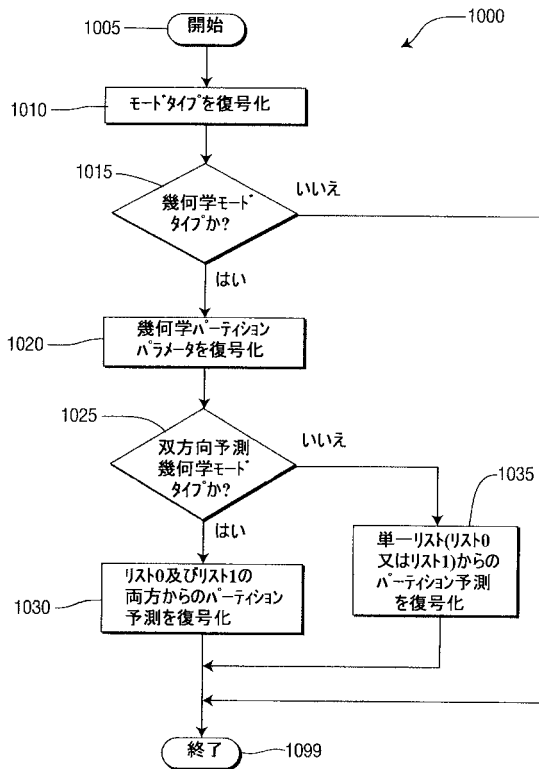 1000
1005
開始
1010
モードタイプを復号化
1015
幾何学モード
タイプか?
いいえ
はい
1020
幾何学パーティション
パラメータを復号化
1025
双方向予測
幾何学モード
タイプか?
いいえ
はい
1035
単一リスト(リスト0
又はリスト1)からの
パーティション予測
を復号化
1030
リスト0及びリスト1の
両方からのパーティション
予測を復号化
終了
1099